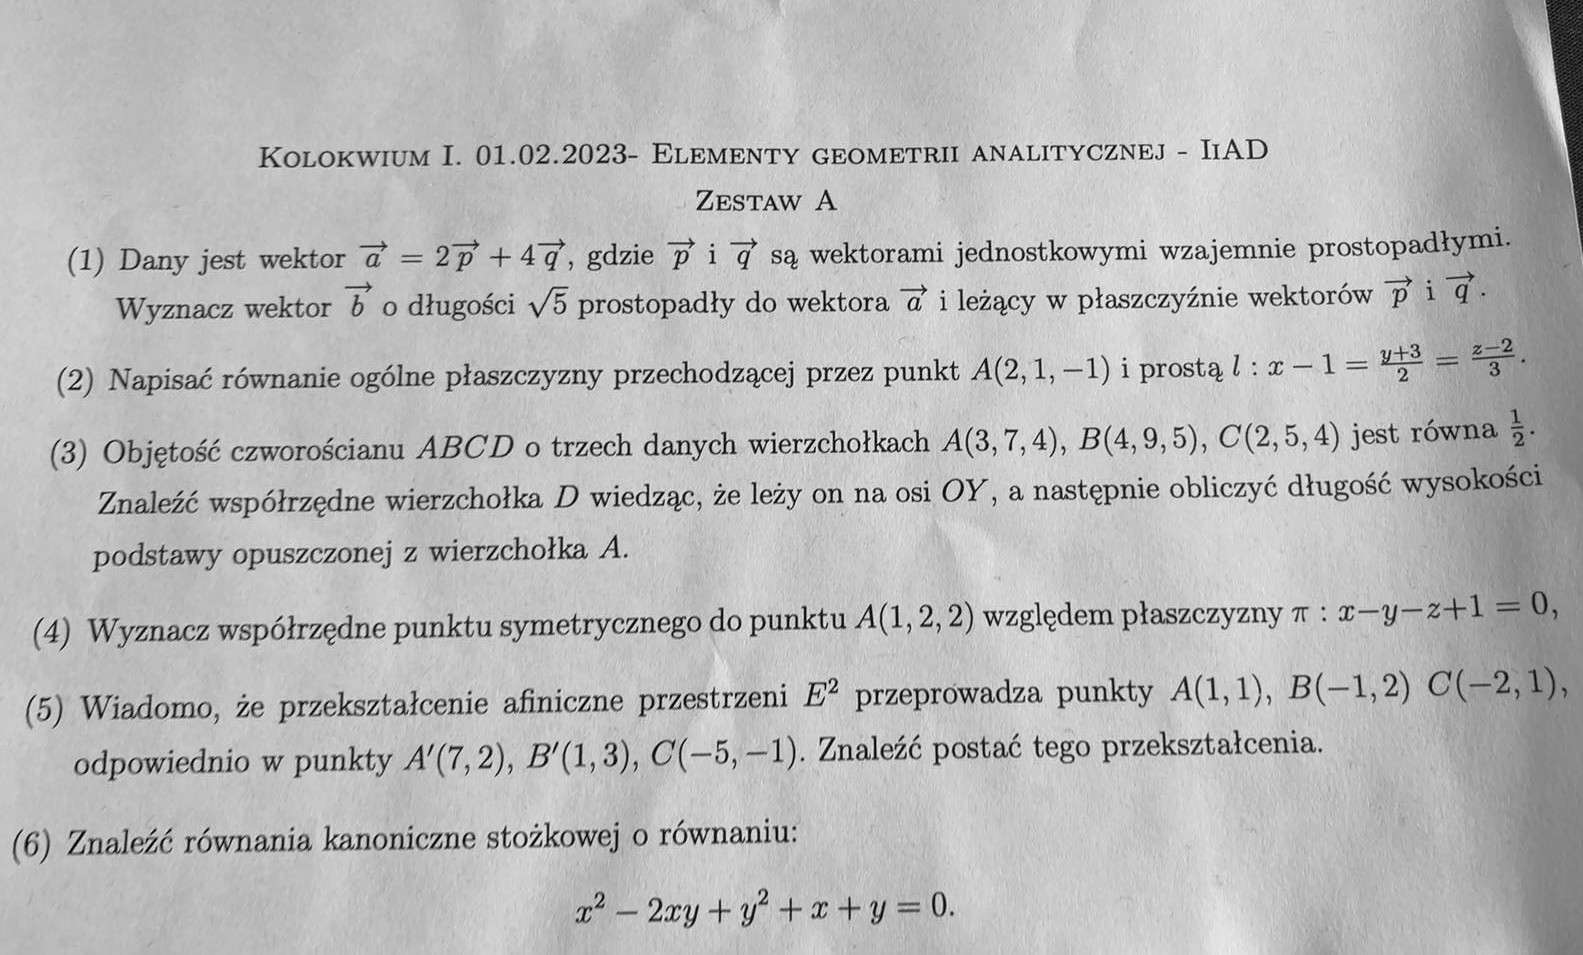 KOLOKWIUM I. 01.02.2023- ELEMENTY GEOMETRII ANALITYCZNEJ - IIAD
ZESTAW A
(1) Dany jest wektor $\overrightarrow{a} = 2\overrightarrow{p} + 4\overrightarrow{q}$, gdzie $\overrightarrow{p}$ i $\overrightarrow{q}$ są wektorami jednostkowymi wzajemnie prostopadłymi.
Wyznacz wektor $\overrightarrow{b}$ o długości $\sqrt{5}$ prostopadły do wektora $\overrightarrow{a}$ i leżący w płaszczyźnie wektorów $\overrightarrow{p}$ i $\overrightarrow{q}$.
(2) Napisać równanie ogólne płaszczyzny przechodzącej przez punkt $A(2, 1, -1)$ i prostą $l : x - 1 = \frac{y+3}{2} = \frac{z-2}{3}$.
(3) Objętość czworościanu $ABCD$ o trzech danych wierzchołkach $A(3, 7, 4)$, $B(4, 9, 5)$, $C(2, 5, 4)$ jest równa $\frac{1}{2}$.
Znaleźć współrzędne wierzchołka $D$ wiedząc, że leży on na osi $OY$, a następnie obliczyć długość wysokości
podstawy opuszczonej z wierzchołka $A$.
(4) Wyznacz współrzędne punktu symetrycznego do punktu $A(1, 2, 2)$ względem płaszczyzny $\pi : x-y-z+1 = 0$,
(5) Wiadomo, że przekształcenie afiniczne przestrzeni $E^2$ przeprowadza punkty $A(1, 1)$, $B(-1, 2)$ $C(-2, 1)$,
odpowiednio w punkty $A'(7, 2)$, $B'(1, 3)$, $C(-5, -1)$. Znaleźć postać tego przekształcenia.
(6) Znaleźć równania kanoniczne stożkowej o równaniu:
$x^2 - 2xy + y^2 + x + y = 0.$